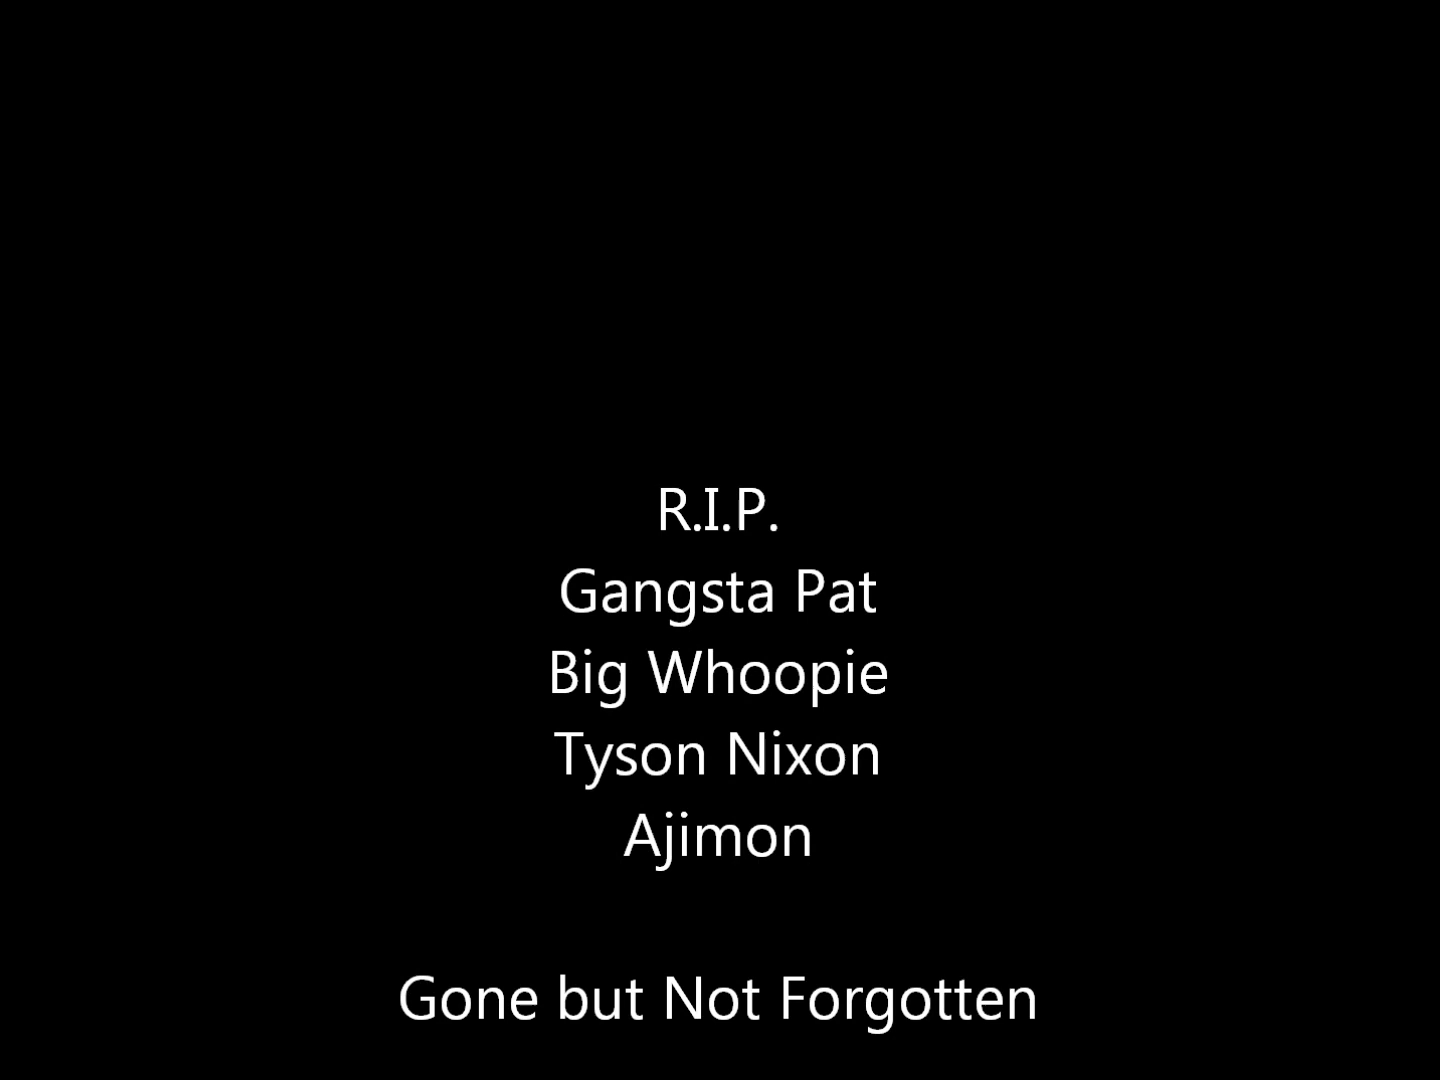 R.I.P.
Gangsta Pat
Big Whoopie
Tyson Nixon
Ajimon
Gone but Not Forgotten